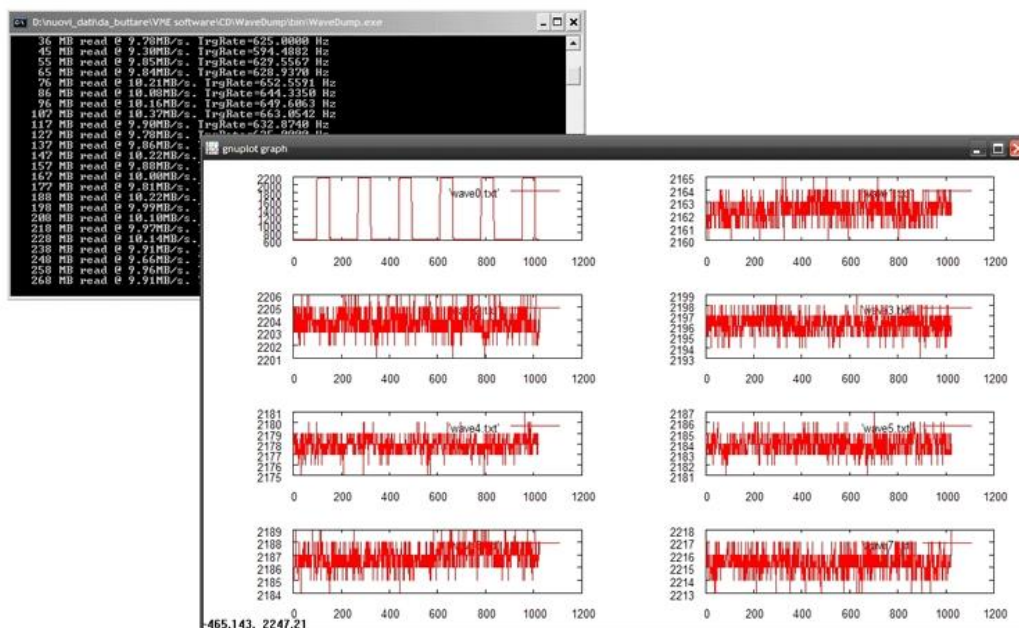 D:\nuovi_dati\da_buttare\VME software\CD\WaveDump\bin\WaveDump.exe
36 MB read @ 9.78MB/s. TrgRate=625.0000 Hz
45 MB read @ 9.30MB/s. TrgRate=594.4882 Hz
55 MB read @ 9.85MB/s. TrgRate=629.5567 Hz
65 MB read @ 9.84MB/s. TrgRate=628.9370 Hz
76 MB read @ 10.21MB/s. TrgRate=652.5591 Hz
86 MB read @ 10.08MB/s. TrgRate=644.3350 Hz
96 MB read @ 10.16MB/s. TrgRate=649.6063 Hz
107 MB read @ 10.37MB/s. TrgRate=663.0542 Hz
117 MB read @ 9.90MB/s. TrgRate=632.8740 Hz
127 MB read @ 9.78MB/s. TrgRate=625.0000 Hz
137 MB read @ 9.86MB/s.
147 MB read @ 10.22MB/s.
157 MB read @ 9.88MB/s.
167 MB read @ 10.00MB/s.
177 MB read @ 9.81MB/s.
188 MB read @ 10.22MB/s.
198 MB read @ 9.99MB/s.
208 MB read @ 10.10MB/s.
218 MB read @ 9.97MB/s.
228 MB read @ 10.14MB/s.
238 MB read @ 9.91MB/s.
248 MB read @ 9.66MB/s.
258 MB read @ 9.96MB/s.
268 MB read @ 9.91MB/s.
gnuplot graph
2200
2000
1800
1600
1400
1200
1000
800
600
'wave0.txt'
0 200 400 600 800 1000 1200
2165
2164
2163
2162
2161
2160
0 200 400 600 800 1000 1200
2206
2205
2204
2203
2202
2201
0 200 400 600 800 1000 1200
2199
2198
2197
2196
2195
2194
2193
'wave3.txt'
0 200 400 600 800 1000 1200
2181
2180
2179
2178
2177
2176
2175
'wave4.txt'
0 200 400 600 800 1000 1200
2187
2186
2185
2184
2183
2182
2181
'wave5.txt'
0 200 400 600 800 1000 1200
2189
2188
2187
2186
2185
2184
0 200 400 600 800 1000 1200
2218
2217
2216
2215
2214
2213
0 200 400 600 800 1000 1200
-465.143, 2247.21